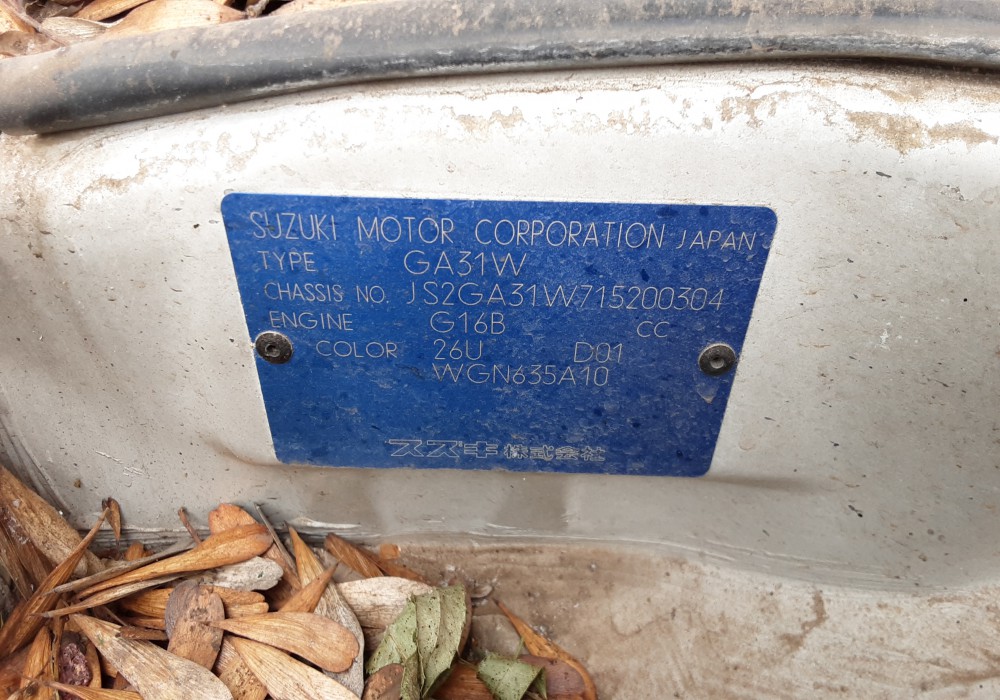 SUZUKI MOTOR CORPORATION JAPAN
TYPE GA31W
CHASSIS NO. JS2GA31W715200304
ENGINE G16B CC
COLOR 26U D01
WGN635A10
スズキ株式会社